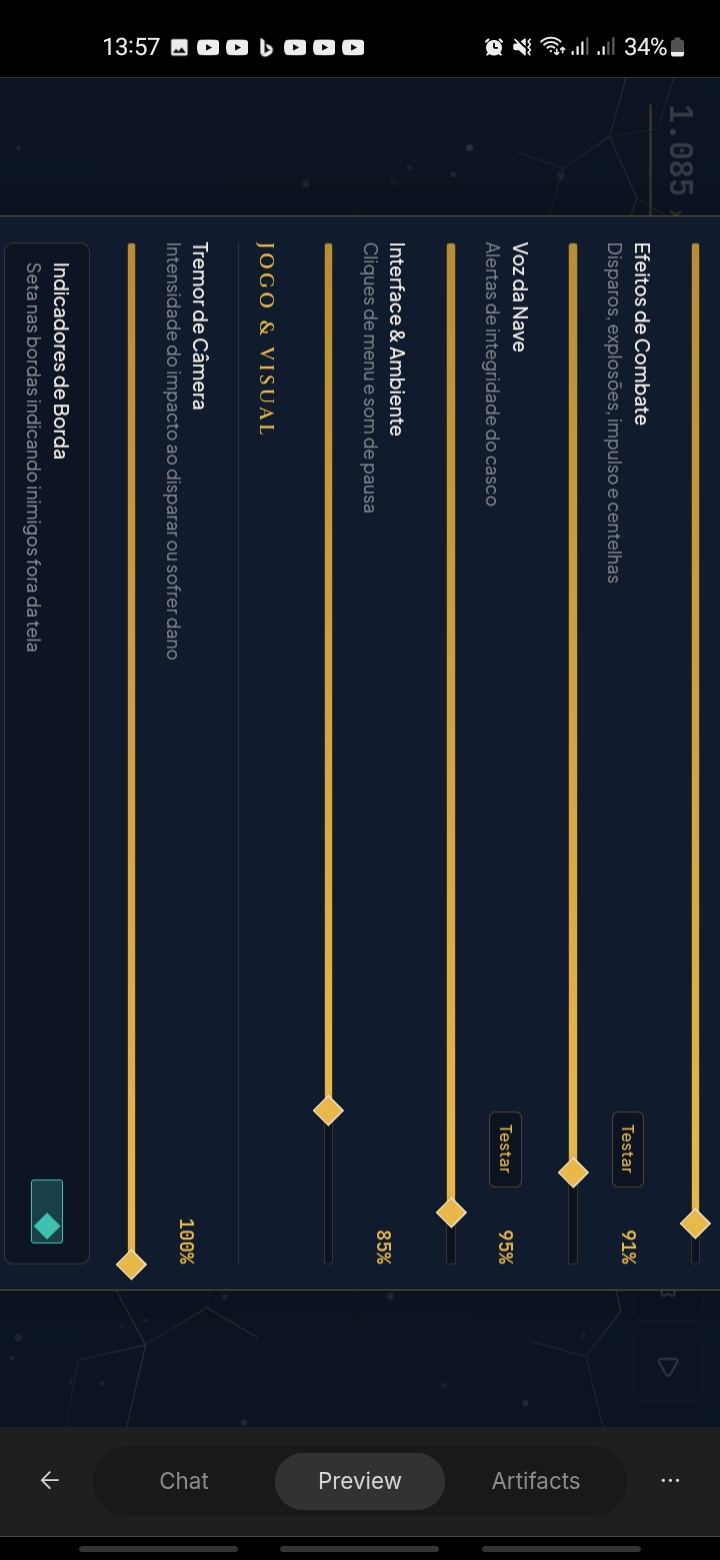 13:57
34%
1.085
Efeitos de Combate
Disparos, explosões, impulso e centelhas
Testar
91%
Voz da Nave
Alertas de integridade do casco
Testar
95%
Interface & Ambiente
Cliques de menu e som de pausa
85%
JOGO & VISUAL
Tremor de Câmera
Intensidade do impacto ao disparar ou sofrer dano
100%
Indicadores de Borda
Seta nas bordas indicando inimigos fora da tela
Chat
Preview
Artifacts